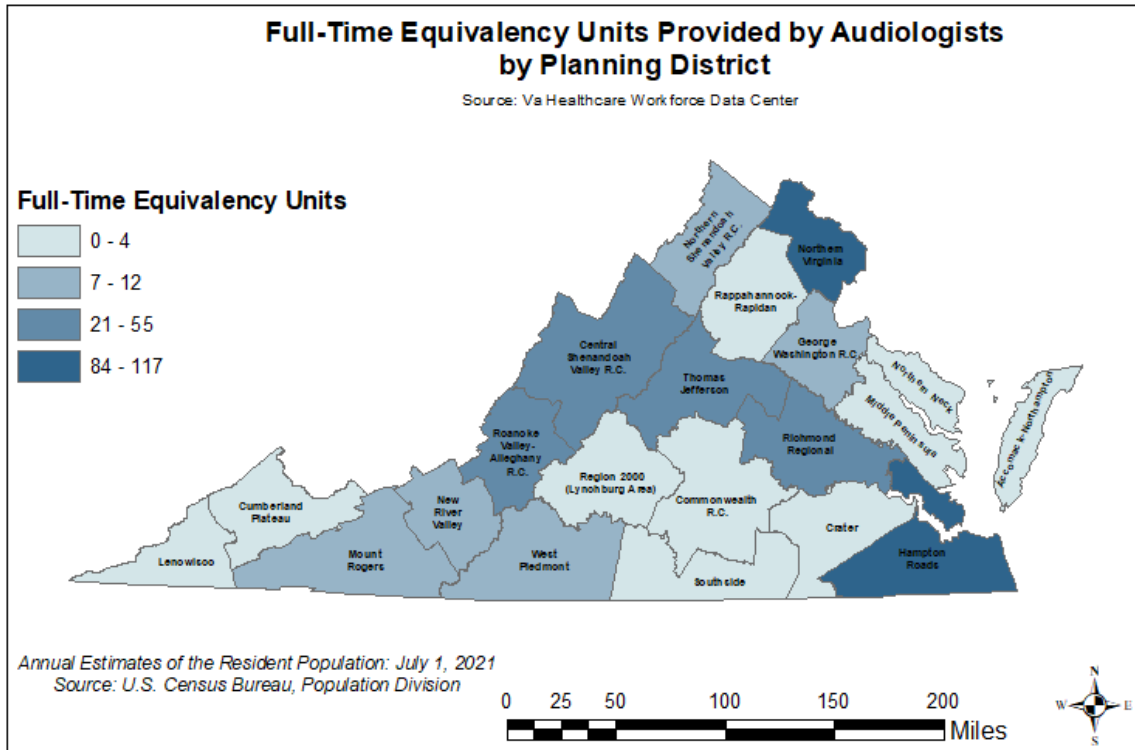 Full-Time Equivalency Units Provided by Audiologists
by Planning District
Source: Va Healthcare Workforce Data Center
Full-Time Equivalency Units
0 - 4
7 - 12
21 - 55
84 - 117
Northern
Shenandoah
Valley R.C.
Northern
Virginia
Rappahannock-
Rapidan
Central
Shenandoah
Valley R.C.
George
Washington R.C.
Northern Neck
Thomas
Jefferson
Middle Peninsula
Accomack-Northampton
Roanoke
Valley-
Alleghany
R.C.
Richmond
Regional
Region 2000
(Lynchburg Area)
Commonwealth
R.C.
Cumberland
Plateau
New
River
Valley
Crater
Lenowisco
Mount
Rogers
West
Piedmont
Southside
Hampton
Roads
Annual Estimates of the Resident Population: July 1, 2021
Source: U.S. Census Bureau, Population Division
0 25 50 100 150 200
Miles
N
W E
S